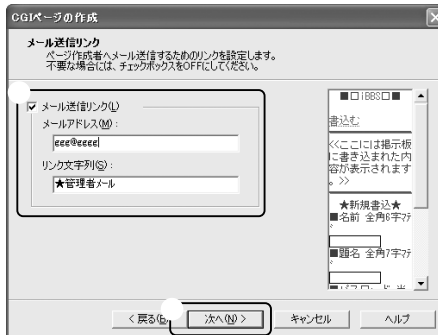 CGIページの作成
メール送信リンク
ページ作成者へメール送信するためのリンクを設定します。
不要な場合には、チェックボックスをOFFにしてください。
メール送信リンク(L)
メールアドレス(M):
eee@eeee
リンク文字列(S):
★管理者メール
■□iBBS□■
書込む
<<ここには掲示板
に書き込まれた内
容が表示されます
。>>
★新規書込★
■名前 全角6字マデ
■題名 全角7字マデ
< 戻る(B)
次へ(N) >
キャンセル
ヘルプ